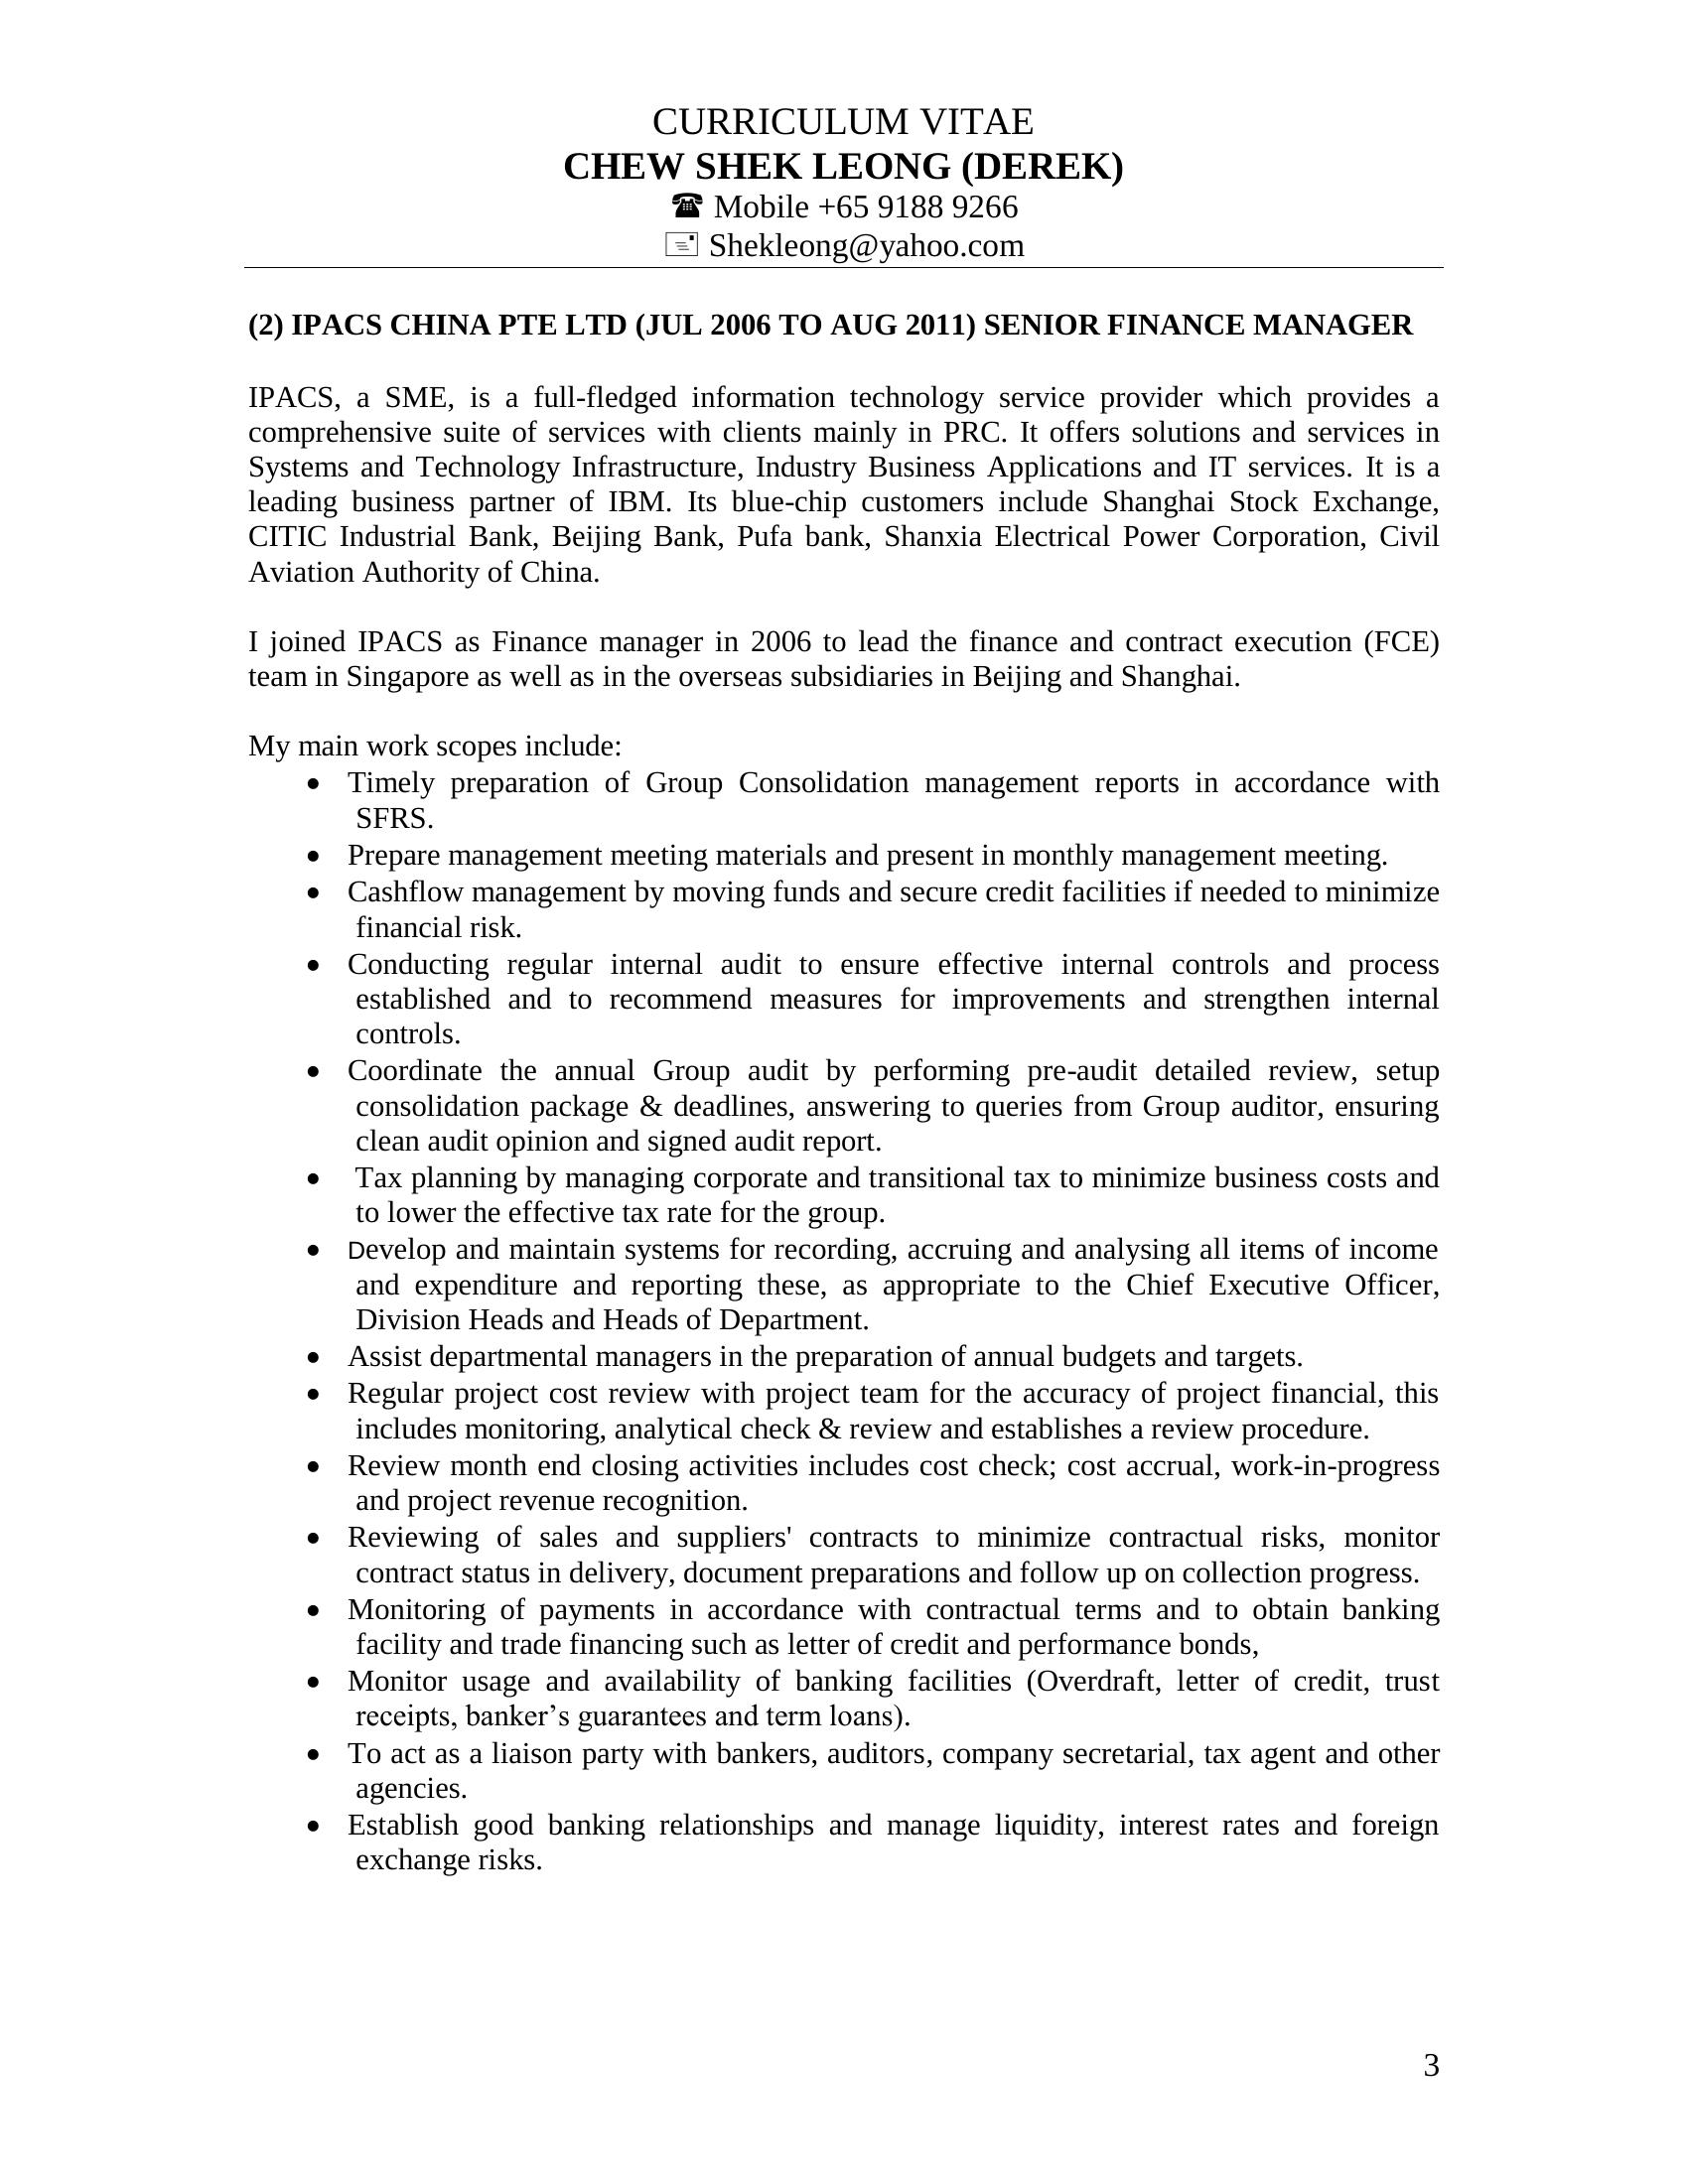 CURRICULUM VITAE
CHEW SHEK LEONG (DEREK)
☎ Mobile +65 9188 9266
Shekleong@yahoo.com
(2) IPACS CHINA PTE LTD (JUL 2006 TO AUG 2011) SENIOR FINANCE MANAGER
IPACS, a SME, is a full-fledged information technology service provider which provides a
comprehensive suite of services with clients mainly in PRC. It offers solutions and services in
Systems and Technology Infrastructure, Industry Business Applications and IT services. It is a
leading business partner of IBM. Its blue-chip customers include Shanghai Stock Exchange,
CITIC Industrial Bank, Beijing Bank, Pufa bank, Shanxia Electrical Power Corporation, Civil
Aviation Authority of China.
I joined IPACS as Finance manager in 2006 to lead the finance and contract execution (FCE)
team in Singapore as well as in the overseas subsidiaries in Beijing and Shanghai.
My main work scopes include:
• Timely preparation of Group Consolidation management reports in accordance with
SFRS.
• Prepare management meeting materials and present in monthly management meeting.
• Cashflow management by moving funds and secure credit facilities if needed to minimize
financial risk.
• Conducting regular internal audit to ensure effective internal controls and process
established and to recommend measures for improvements and strengthen internal
controls.
• Coordinate the annual Group audit by performing pre-audit detailed review, setup
consolidation package & deadlines, answering to queries from Group auditor, ensuring
clean audit opinion and signed audit report.
• Tax planning by managing corporate and transitional tax to minimize business costs and
to lower the effective tax rate for the group.
• Develop and maintain systems for recording, accruing and analysing all items of income
and expenditure and reporting these, as appropriate to the Chief Executive Officer,
Division Heads and Heads of Department.
• Assist departmental managers in the preparation of annual budgets and targets.
• Regular project cost review with project team for the accuracy of project financial, this
includes monitoring, analytical check & review and establishes a review procedure.
• Review month end closing activities includes cost check; cost accrual, work-in-progress
and project revenue recognition.
• Reviewing of sales and suppliers' contracts to minimize contractual risks, monitor
contract status in delivery, document preparations and follow up on collection progress.
• Monitoring of payments in accordance with contractual terms and to obtain banking
facility and trade financing such as letter of credit and performance bonds,
• Monitor usage and availability of banking facilities (Overdraft, letter of credit, trust
receipts, banker’s guarantees and term loans).
• To act as a liaison party with bankers, auditors, company secretarial, tax agent and other
agencies.
• Establish good banking relationships and manage liquidity, interest rates and foreign
exchange risks.
3